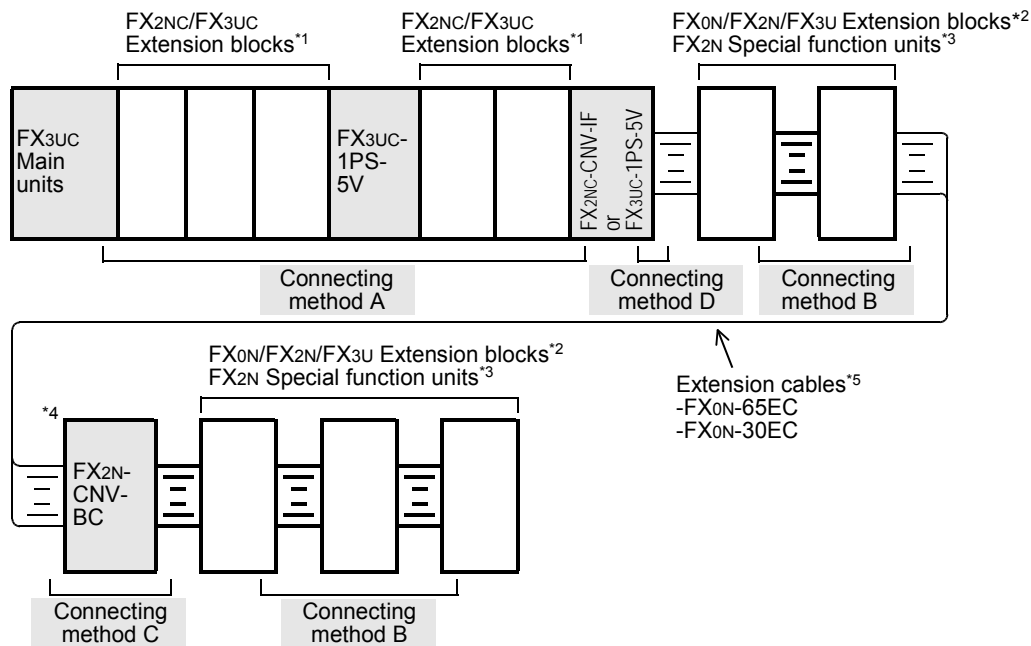 FX2NC/FX3UC
Extension blocks*1
FX2NC/FX3UC
Extension blocks*1
FX0N/FX2N/FX3U Extension blocks*2
FX2N Special function units*3
FX3UC
Main
units
FX3UC-
1PS-
5V
FX2NC-CNV-IF
or
FX3UC-1PS-5V
Connecting
method A
Connecting
method D
Connecting
method B
FX0N/FX2N/FX3U Extension blocks*2
FX2N Special function units*3
Extension cables*5
-FX0N-65EC
-FX0N-30EC
*4
FX2N-
CNV-
BC
Connecting
method C
Connecting
method B